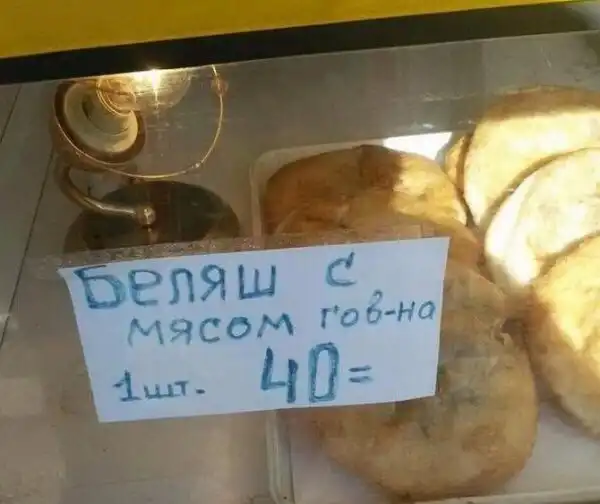 Беляш с
мясом гов-на
1шт. 40=